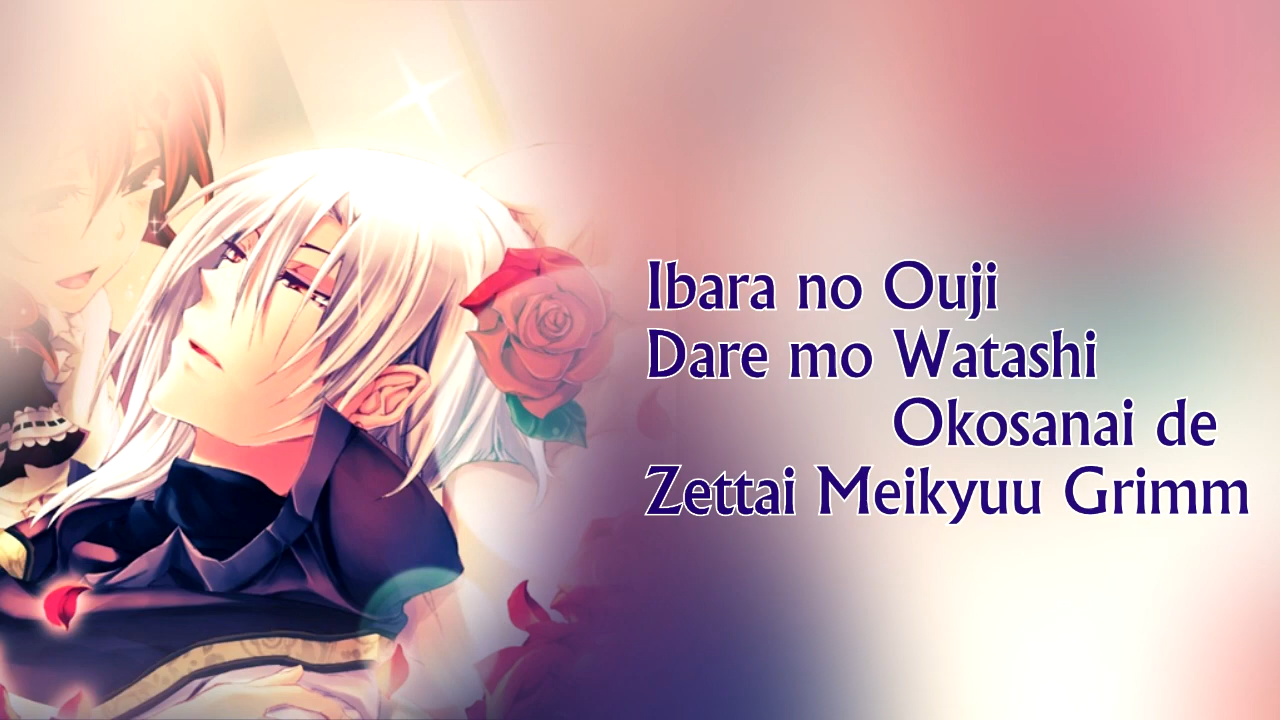 Ibara no Ouji
Dare mo Watashi
Okosanai de
Zettai Meikyuu Grimm